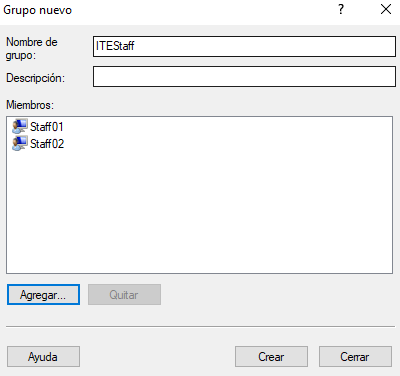 Grupo nuevo
?
Nombre de
grupo:
ITEStaff
Descripción:
Miembros:
Staff01
Staff02
Agregar...
Quitar
Ayuda
Crear
Cerrar